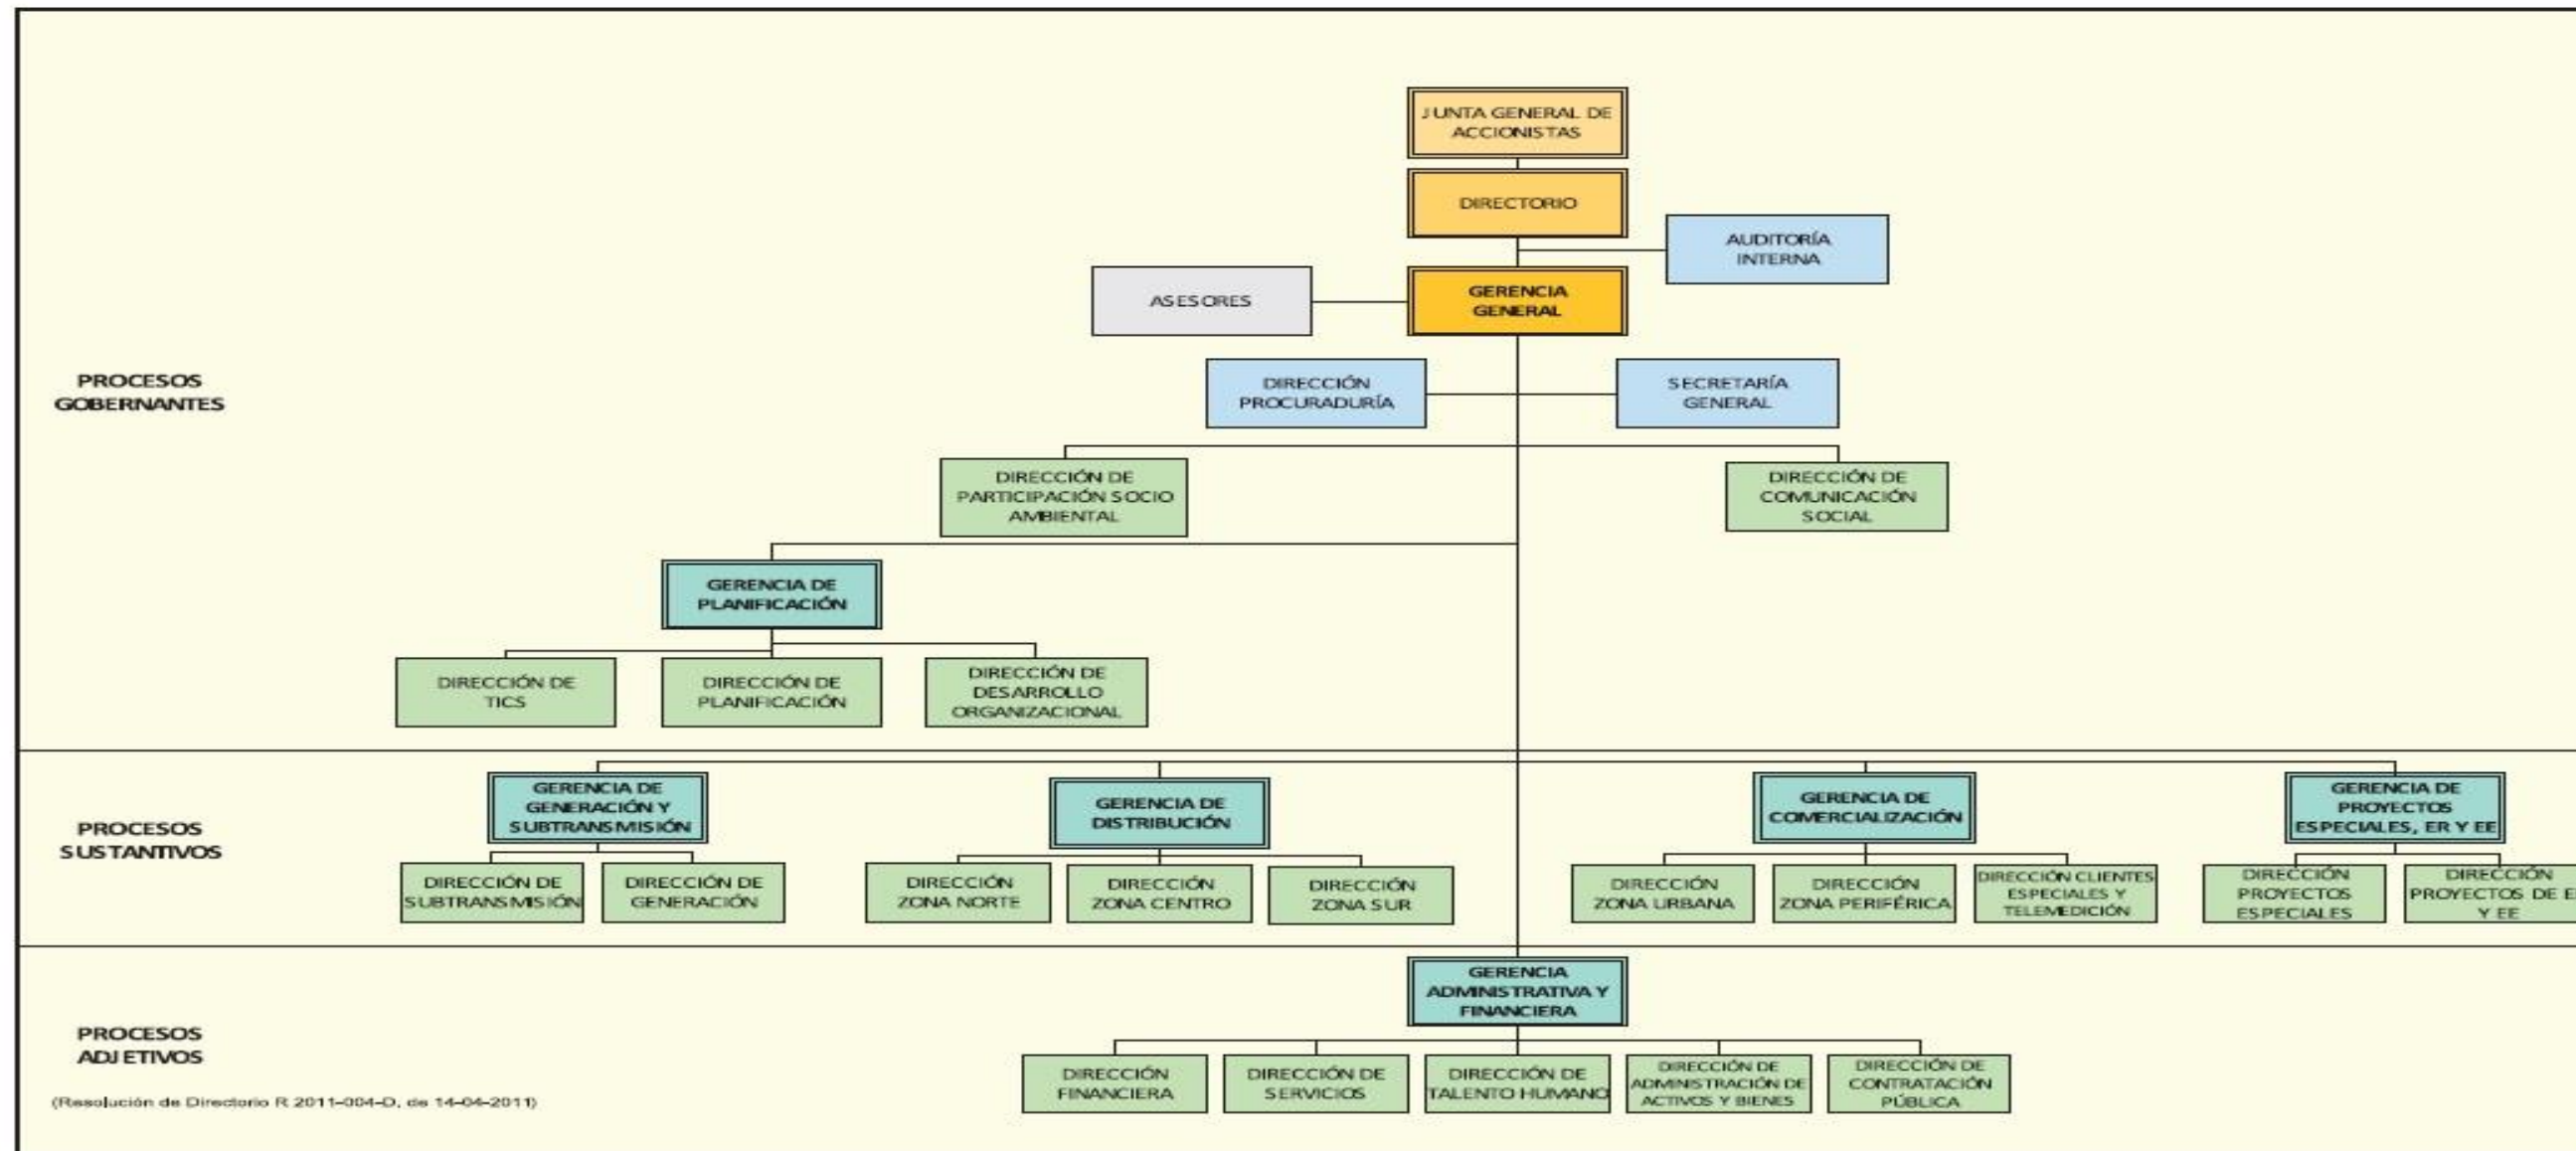 JUNTA GENERAL DE
ACCIONISTAS
DIRECTORIO
AUDITORÍA
INTERNA
ASESORES
GERENCIA
GENERAL
PROCESOS
GOBERNANTES
DIRECCIÓN
PROCURADURÍA
SECRETARÍA
GENERAL
DIRECCIÓN DE
PARTICIPACIÓN SOCIO
AMBIENTAL
DIRECCIÓN DE
COMUNICACIÓN
SOCIAL
GERENCIA DE
PLANIFICACIÓN
DIRECCIÓN DE
TICS
DIRECCIÓN DE
PLANIFICACIÓN
DIRECCIÓN DE
DESARROLLO
ORGANIZACIONAL
PROCESOS
SUSTANTIVOS
GERENCIA DE
GENERACIÓN Y
SUBTRANSMISIÓN
GERENCIA DE
DISTRIBUCIÓN
GERENCIA DE
COMERCIALIZACIÓN
GERENCIA DE
PROYECTOS
ESPECIALES, ER Y EE
DIRECCIÓN DE
SUBTRANSMISIÓN
DIRECCIÓN DE
GENERACIÓN
DIRECCIÓN
ZONA NORTE
DIRECCIÓN
ZONA CENTRO
DIRECCIÓN
ZONA SUR
DIRECCIÓN
ZONA URBANA
DIRECCIÓN
ZONA PERIFÉRICA
DIRECCIÓN CLIENTES
ESPECIALES Y
TELEMEDICIÓN
DIRECCIÓN
PROYECTOS
ESPECIALES
DIRECCIÓN
PROYECTOS DE
Y EE
PROCESOS
ADJETIVOS
(Resolución de Directorio R 2011-004-D, de 14-04-2011)
GERENCIA
ADMINISTRATIVA Y
FINANCIERA
DIRECCIÓN
FINANCIERA
DIRECCIÓN DE
SERVICIOS
DIRECCIÓN DE
TALENTO HUMANO
DIRECCIÓN DE
ADMINISTRACIÓN DE
ACTIVOS Y BIENES
DIRECCIÓN DE
CONTRATACIÓN
PÚBLICA